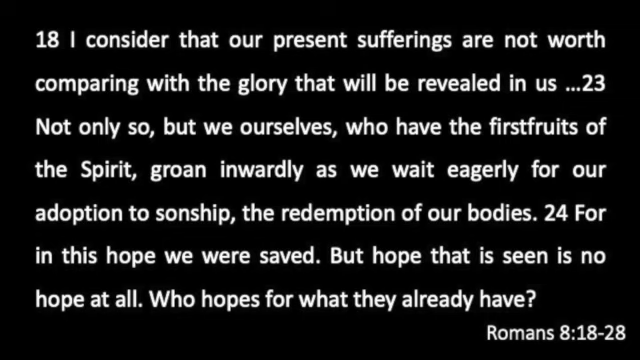 18 I consider that our present sufferings are not worth
comparing with the glory that will be revealed in us ...23
Not only so, but we ourselves, who have the firstfruits of
the Spirit, groan inwardly as we wait eagerly for our
adoption to sonship, the redemption of our bodies. 24 For
in this hope we were saved. But hope that is seen is no
hope at all. Who hopes for what they already have?
Romans 8:18-28